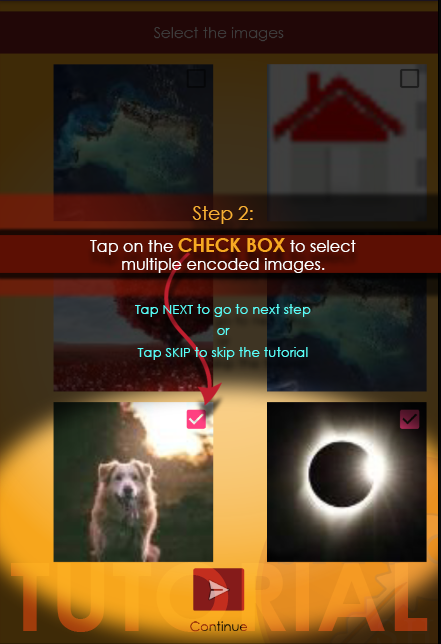 Select the images
Step 2:
Tap on the CHECK BOX to select
multiple encoded images.
Tap NEXT to go to next step
or
Tap SKIP to skip the tutorial
TUTORIAL
Continue